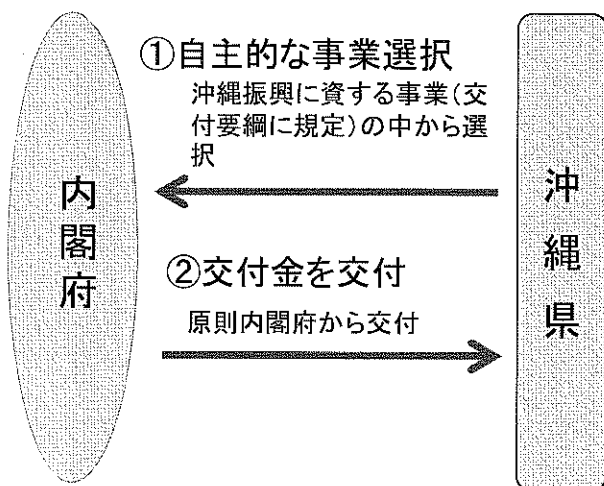 ①自主的な事業選択
沖縄振興に資する事業(交
付要綱に規定)の中から選
択
内閣府
沖縄県
②交付金を交付
原則内閣府から交付